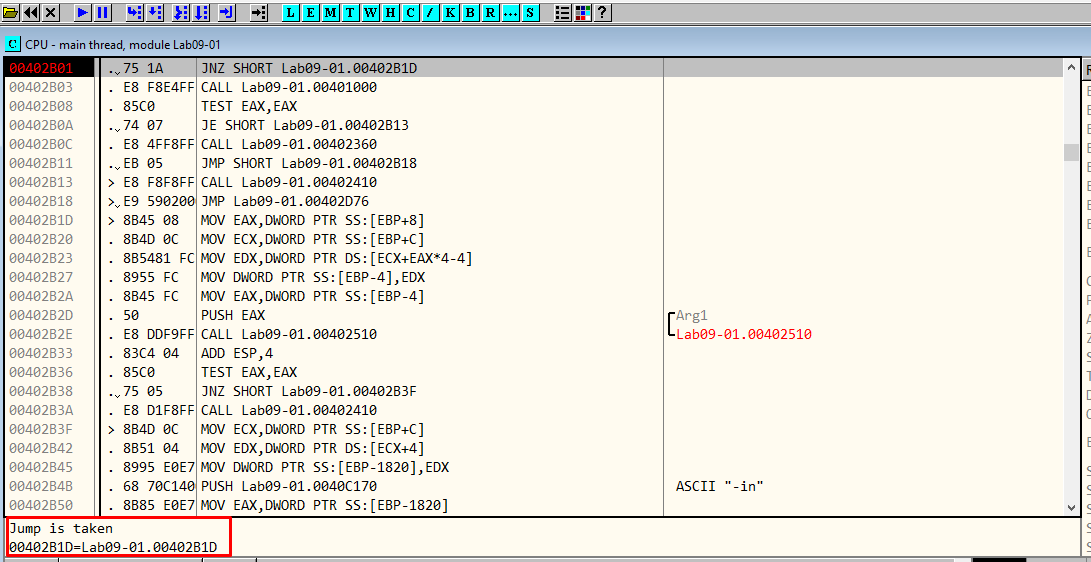 L E M T W H C / K B R ... S ?
C CPU - main thread, module Lab09-01
00402B01 . 75 1A JNZ SHORT Lab09-01.00402B1D
00402B03 . E8 F8E4FF CALL Lab09-01.00401000
00402B08 . 85C0 TEST EAX,EAX
00402B0A . 74 07 JE SHORT Lab09-01.00402B13
00402B0C . E8 4FF8FF CALL Lab09-01.00402360
00402B11 . EB 05 JMP SHORT Lab09-01.00402B18
00402B13 > E8 F8F8FF CALL Lab09-01.00402410
00402B18 > E9 590200 JMP Lab09-01.00402D76
00402B1D > 8B45 08 MOV EAX,DWORD PTR SS:[EBP+8]
00402B20 . 8B4D 0C MOV ECX,DWORD PTR SS:[EBP+C]
00402B23 . 8B5481 FC MOV EDX,DWORD PTR DS:[ECX+EAX*4-4]
00402B27 . 8955 FC MOV DWORD PTR SS:[EBP-4],EDX
00402B2A . 8B45 FC MOV EAX,DWORD PTR SS:[EBP-4]
00402B2D . 50 PUSH EAX Arg1
00402B2E . E8 DDF9FF CALL Lab09-01.00402510 Lab09-01.00402510
00402B33 . 83C4 04 ADD ESP,4
00402B36 . 85C0 TEST EAX,EAX
00402B38 . 75 05 JNZ SHORT Lab09-01.00402B3F
00402B3A . E8 D1F8FF CALL Lab09-01.00402410
00402B3F > 8B4D 0C MOV ECX,DWORD PTR SS:[EBP+C]
00402B42 . 8B51 04 MOV EDX,DWORD PTR DS:[ECX+4]
00402B45 . 8995 E0E7 MOV DWORD PTR SS:[EBP-1820],EDX
00402B4B . 68 70C140 PUSH Lab09-01.0040C170 ASCII "-in"
00402B50 . 8B85 E0E7 MOV EAX,DWORD PTR SS:[EBP-1820]
Jump is taken
00402B1D=Lab09-01.00402B1D